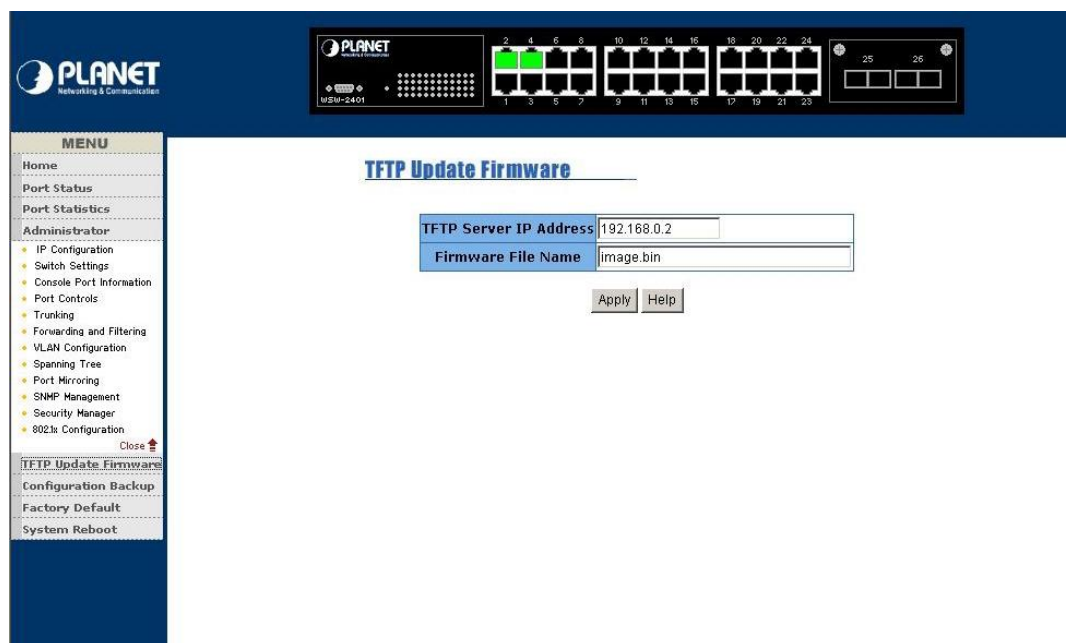 PLANET
Networking & Communication
PLANET
Networking & Communication
WSW-2401
2 4 6 8 10 12 14 16 18 20 22 24
1 3 5 7 9 11 13 15 17 19 21 23
25 26
MENU
Home
Port Status
Port Statistics
Administrator
IP Configuration
Switch Settings
Console Port Information
Port Controls
Trunking
Forwarding and Filtering
VLAN Configuration
Spanning Tree
Port Mirroring
SNMP Management
Security Manager
802.1x Configuration
Close
TFTP Update Firmware
Configuration Backup
Factory Default
System Reboot
TFTP Update Firmware
TFTP Server IP Address 192.168.0.2
Firmware File Name image.bin
Apply Help